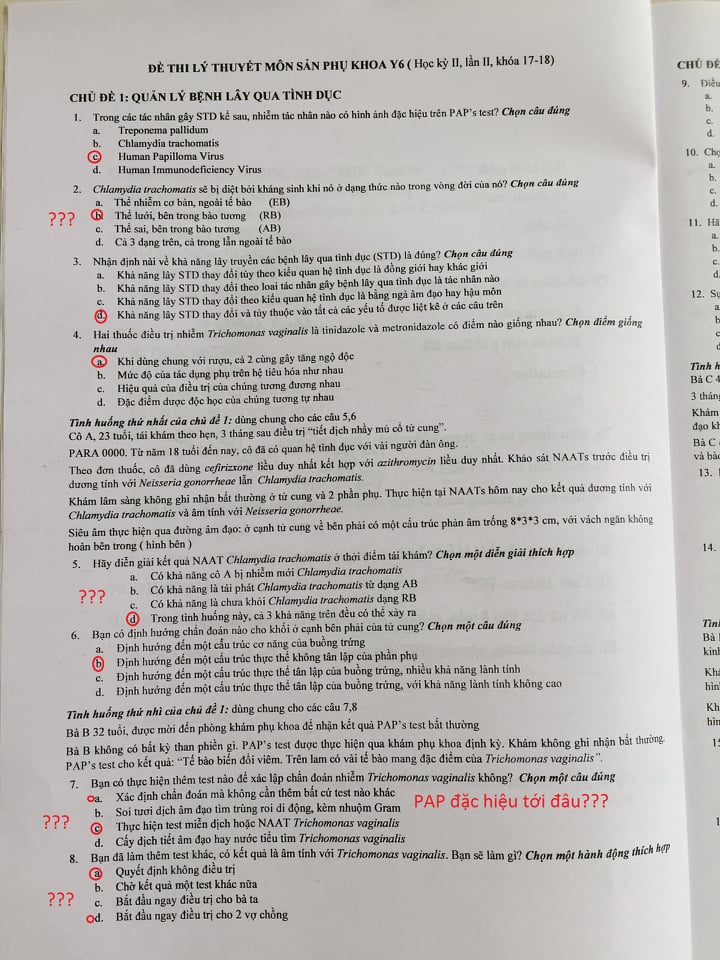 ĐỀ THI LÝ THUYẾT MÔN SẢN PHỤ KHOA Y6 ( Học kỳ II, lần II, khóa 17-18)
CHỦ ĐỀ 1: QUẢN LÝ BỆNH LÂY QUA TÌNH DỤC
1. Trong các tác nhân gây STD kể sau, nhiễm tác nhân nào có hình ảnh đặc hiệu trên PAP's test? Chọn câu đúng
a. Treponema pallidum
b. Chlamydia trachomatis
c. Human Papilloma Virus
d. Human Immunodeficiency Virus
2. Chlamydia trachomatis sẽ bị diệt bởi kháng sinh khi nó ở dạng thức nào trong vòng đời của nó? Chọn câu đúng
a. Thể nhiễm cơ bản, ngoài tế bào (EB)
??? b. Thể lưới, bên trong bào tương (RB)
c. Thể sai, bên trong bào tương (AB)
d. Cả 3 dạng trên, cả trong lẫn ngoài tế bào
3. Nhận định nài về khả năng lây truyền các bệnh lây qua tình dục (STD) là đúng? Chọn câu đúng
a. Khả năng lây STD thay đổi tùy theo kiểu quan hệ tình dục là đồng giới hay khác giới
b. Khả năng lây STD thay đổi theo loại tác nhân gây bệnh lây qua tình dục là tác nhân nào
c. Khả năng lây STD thay đổi theo kiểu quan hệ tình dục là bằng ngả âm đạo hay hậu môn
d. Khả năng lây STD thay đổi và tùy thuộc vào tất cả các yếu tố được liệt kê ở các câu trên
4. Hai thuốc điều trị nhiễm Trichomonas vaginalis là tinidazole và metronidazole có điểm nào giống nhau? Chọn điểm giống
nhau
a. Khi dùng chung với rượu, cả 2 cùng gây tăng ngộ độc
b. Mức độ của tác dụng phụ trên hệ tiêu hóa như nhau
c. Hiệu quả của điều trị của chúng tương đương nhau
d. Đặc điểm dược độc học của chúng tương tự nhau
Tình huống thứ nhất của chủ đề 1: dùng chung cho các câu 5,6
Cô A, 23 tuổi, tái khám theo hẹn, 3 tháng sau điều trị “tiết dịch nhầy mủ cổ tử cung”.
PARA 0000. Từ năm 18 tuổi đến nay, cô đã có quan hệ tình dục với vài người đàn ông.
Theo đơn thuốc, cô đã dùng cefirizxone liều duy nhất kết hợp với azithromycin liều duy nhất. Khảo sát NAATs trước điều trị
dương tính với Neisseria gonorrheae lẫn Chlamydia trachomatis.
Khám lâm sàng không ghi nhận bất thường ở tử cung và 2 phần phụ. Thực hiện tại NAATs hôm nay cho kết quả dương tính với
Chlamydia trachomatis và âm tính với Neisseria gonorrheae.
Siêu âm thực hiện qua đường âm đạo: ở cạnh tử cung về bên phải có một cấu trúc phản âm trống 8*3*3 cm, với vách ngăn không
hoàn bên trong ( hình bên )
5. Hãy diễn giải kết quả NAAT Chlamydia trachomatis ở thời điểm tái khám? Chọn một diễn giải thích hợp
a. Có khả năng cô A bị nhiễm mới Chlamydia trachomatis
??? b. Có khả năng là tái phát Chlamydia trachomatis từ dạng AB
c. Có khả năng là chưa khỏi Chlamydia trachomatis dạng RB
d. Trong tình huống này, cả 3 khả năng trên đều có thể xảy ra
6. Bạn có định hướng chẩn đoán nào cho khối ở cạnh bên phải của tử cung? Chọn một câu đúng
a. Định hướng đến một cấu trúc cơ năng của buồng trứng
b. Định hướng đến một cấu trúc thực thể không tân lập của phần phụ
c. Định hướng đến một cấu trúc thực thể tân lập của buồng trứng, nhiều khả năng lành tính
d. Định hướng đến một cấu trúc thực thể tân lập của buồng trứng, với khả năng lành tính không cao
Tình huống thứ nhì của chủ đề 1: dùng chung cho các câu 7,8
Bà B 32 tuổi, được mời đến phòng khám phụ khoa để nhận kết quả PAP's test bất thường
Bà B không có bất kỳ than phiền gì. PAP's test được thực hiện qua khám phụ khoa định kỳ. Khám không ghi nhận bất thường.
PAP's test cho kết quả: “Tế bào biến đổi viêm. Trên lam có vài tế bào mang đặc điểm của Trichomonas vaginalis”.
7. Bạn có thực hiện thêm test nào để xác lập chẩn đoán nhiễm Trichomonas vaginalis không? Chọn một câu đúng
a. Xác định chẩn đoán mà không cần thêm bất cứ test nào khác
b. Soi tươi dịch âm đạo tìm trùng roi di động, kèm nhuộm Gram PAP đặc hiệu tới đâu???
??? c. Thực hiện test miễn dịch hoặc NAAT Trichomonas vaginalis
d. Cấy dịch tiết âm đạo hay nước tiểu tìm Trichomonas vaginalis
8. Bạn đã làm thêm test khác, có kết quả là âm tính với Trichomonas vaginalis. Bạn sẽ làm gì? Chọn một hành động thích hợp
a. Quyết định không điều trị
b. Chờ kết quả một test khác nữa
??? c. Bắt đầu ngay điều trị cho bà ta
d. Bắt đầu ngay điều trị cho 2 vợ chồng
CHỦ ĐỀ
9. Điều
a.
b.
c.
d.
10. Chọ
a.
b.
c.
d.
11. Hã
a.
b.
c.
d.
12. Sụ
a
b
c
d
Tình h
Bà C 4
3 tháng
Khám
đạo kh
Bà C
và bào
13.
14.
Tình
Bà
kinh
Khá
hìn
Kh
hìn
15